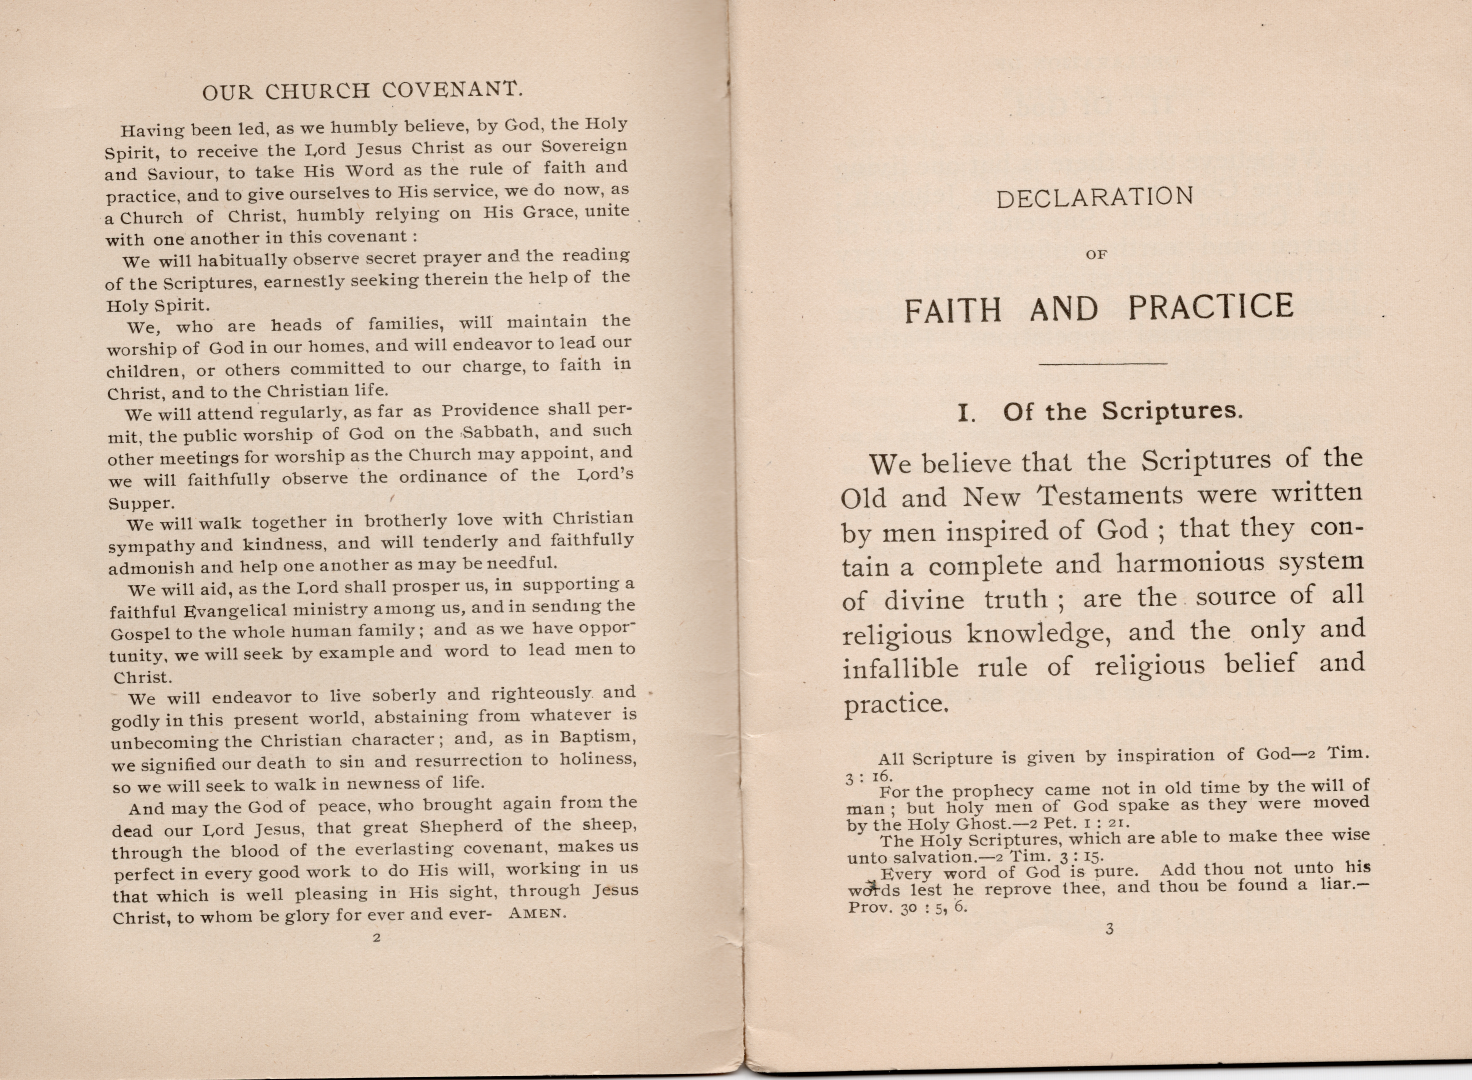 OUR CHURCH COVENANT.
Having been led, as we humbly believe, by God, the Holy
Spirit, to receive the Lord Jesus Christ as our Sovereign
and Saviour, to take His Word as the rule of faith and
practice, and to give ourselves to His service, we do now, as
a Church of Christ, humbly relying on His Grace, unite
with one another in this covenant :
We will habitually observe secret prayer and the reading
of the Scriptures, earnestly seeking therein the help of the
Holy Spirit.
We, who are heads of families, will maintain the
worship of God in our homes, and will endeavor to lead our
children, or others committed to our charge, to faith in
Christ, and to the Christian life.
We will attend regularly, as far as Providence shall per-
mit, the public worship of God on the Sabbath, and such
other meetings for worship as the Church may appoint, and
we will faithfully observe the ordinance of the Lord's
Supper.
We will walk together in brotherly love with Christian
sympathy and kindness, and will tenderly and faithfully
admonish and help one another as may be needful.
We will aid, as the Lord shall prosper us, in supporting a
faithful Evangelical ministry among us, and in sending the
Gospel to the whole human family ; and as we have oppor-
tunity, we will seek by example and word to lead men to
Christ.
We will endeavor to live soberly and righteously and
godly in this present world, abstaining from whatever is
unbecoming the Christian character ; and, as in Baptism,
we signified our death to sin and resurrection to holiness,
so we will seek to walk in newness of life.
And may the God of peace, who brought again from the
dead our Lord Jesus, that great Shepherd of the sheep,
through the blood of the everlasting covenant, makes us
perfect in every good work to do His will, working in us
that which is well pleasing in His sight, through Jesus
Christ, to whom be glory for ever and ever- AMEN.
2
DECLARATION
OF
FAITH AND PRACTICE
I. Of the Scriptures.
We believe that the Scriptures of the
Old and New Testaments were written
by men inspired of God ; that they con-
tain a complete and harmonious system
of divine truth ; are the source of all
religious knowledge, and the only and
infallible rule of religious belief and
practice.
All Scripture is given by inspiration of God—2 Tim.
3 : 16.
For the prophecy came not in old time by the will of
man ; but holy men of God spake as they were moved
by the Holy Ghost.—2 Pet. 1 : 21.
The Holy Scriptures, which are able to make thee wise
unto salvation.—2 Tim. 3 : 15.
Every word of God is pure. Add thou not unto his
words lest he reprove thee, and thou be found a liar.—
Prov. 30 : 5, 6.
3